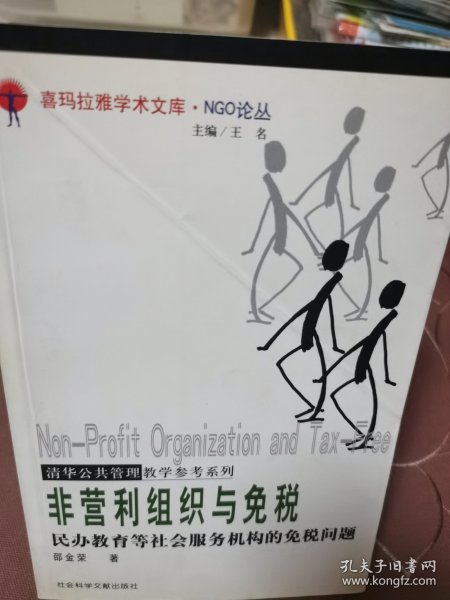 喜玛拉雅学术文库·NGO论丛
主编/王 名
Non-Profit Organization and Tax-Free
清华公共管理教学参考系列
非营利组织与免税
民办教育等社会服务机构的免税问题
邵金荣 著
社会科学文献出版社
孔夫子旧书网
kongfz.com